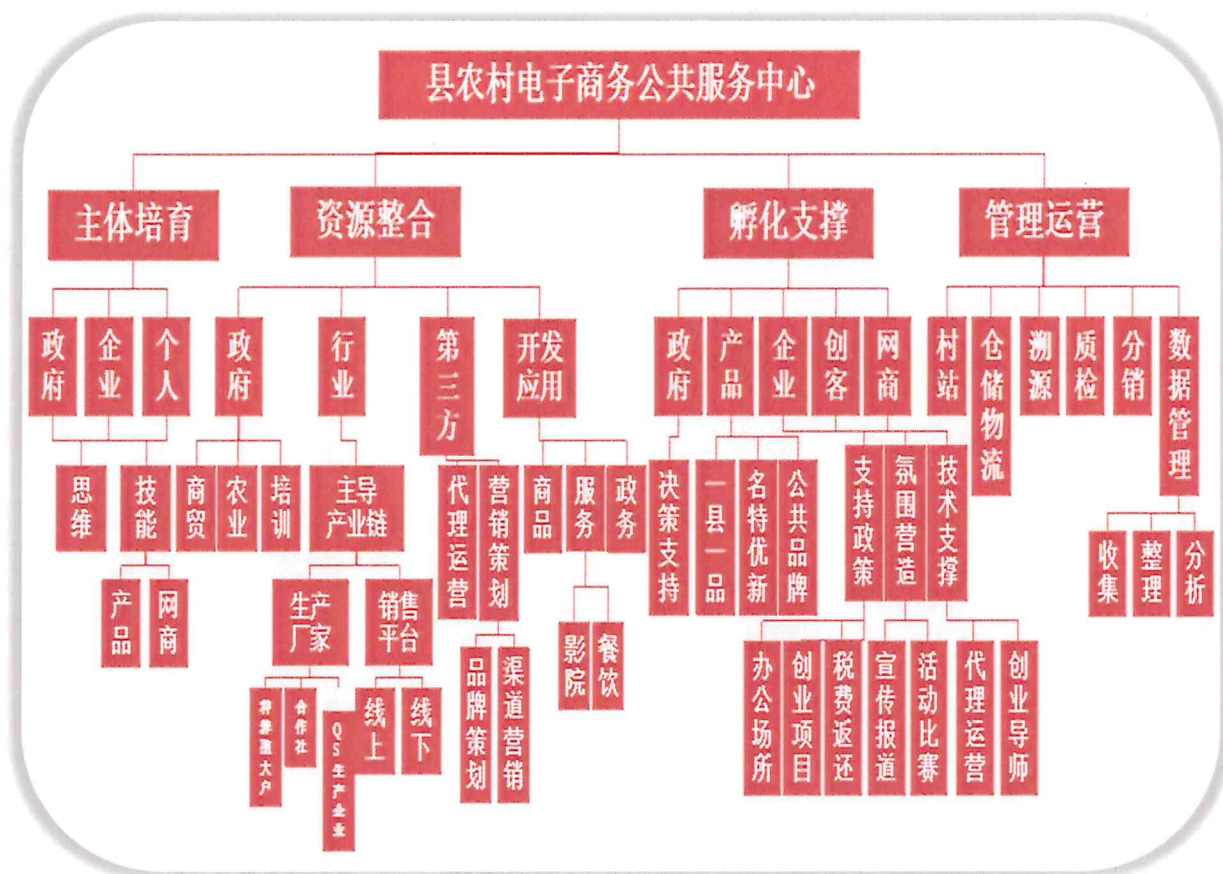 县农村电子商务公共服务中心
主体培育
资源整合
孵化支撑
管理运营
政府
企业
个人
政府
行业
第三方
开发
应用
政府
产品
企业
创客
网商
村站
仓储物流
溯源
质检
分销
数据管理
思维
技能
商贸
农业
培训
主导
产业链
代理运营
营销策划
商品
服务
政务
决策支持
一县一品
名特优新
公共品牌
支持政策
氛围营造
技术支撑
收集
整理
分析
产品
网商
生产
厂家
销售
平台
品牌策划
渠道营销
影院
餐饮
办公场所
创业项目
税费返还
宣传报道
活动比赛
代理运营
创业导师
合作社
QS生产企业
线上
线下